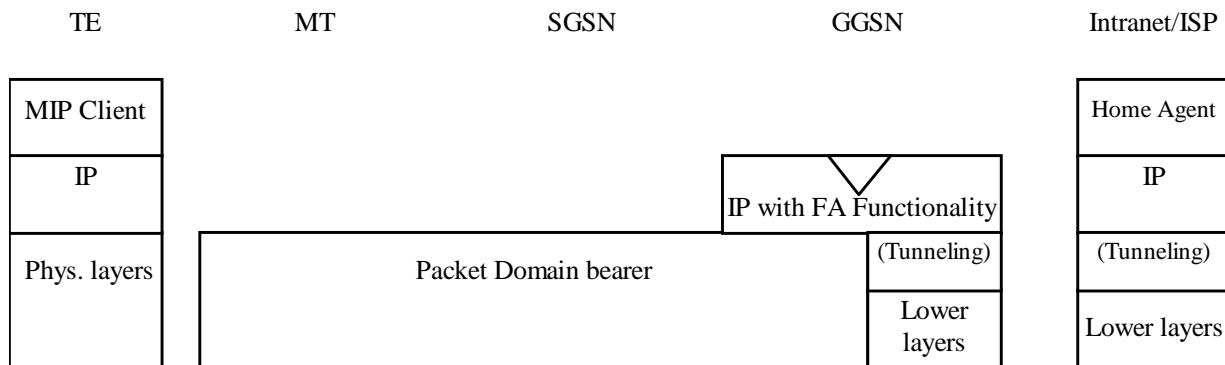 TE MT SGSN GGSN Intranet/ISP
MIP Client Home Agent
IP IP
IP with FA Functionality
Phys. layers Packet Domain bearer (Tunneling) (Tunneling)
Lower
layers Lower layers